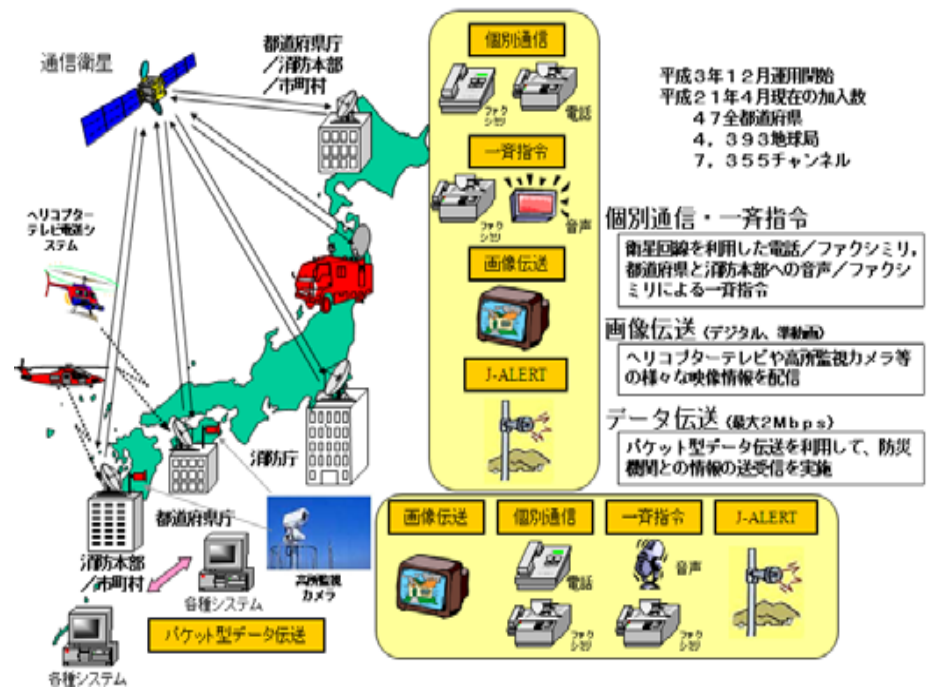 通信衛星
都道府県庁
／消防本部
／市町村
ヘリコプター
テレビ電送シ
ステム
消防庁
都道府県庁
消防本部
／市町村
高所監視
カメラ
各種システム
各種システム
パケット型データ伝送
個別通信
ファク
シミリ
電話
一斉指令
ファク
シミリ
音声
画像伝送
J-ALERT
画像伝送
個別通信
一斉指令
J-ALERT
電話
音声
ファク
シミリ
ファク
シミリ
平成３年１２月運用開始
平成２１年４月現在の加入数
４７全都道府県
４，３９３地球局
７，３５５チャンネル
個別通信・一斉指令
衛星回線を利用した電話／ファクシミリ，
都道府県と消防本部への音声／ファクシ
ミリによる一斉指令
画像伝送（デジタル、準動画）
ヘリコプターテレビや高所監視カメラ等
の様々な映像情報を配信
データ伝送（最大２Ｍｂｐｓ）
パケット型データ伝送を利用して、防災
機関との情報の送受信を実施